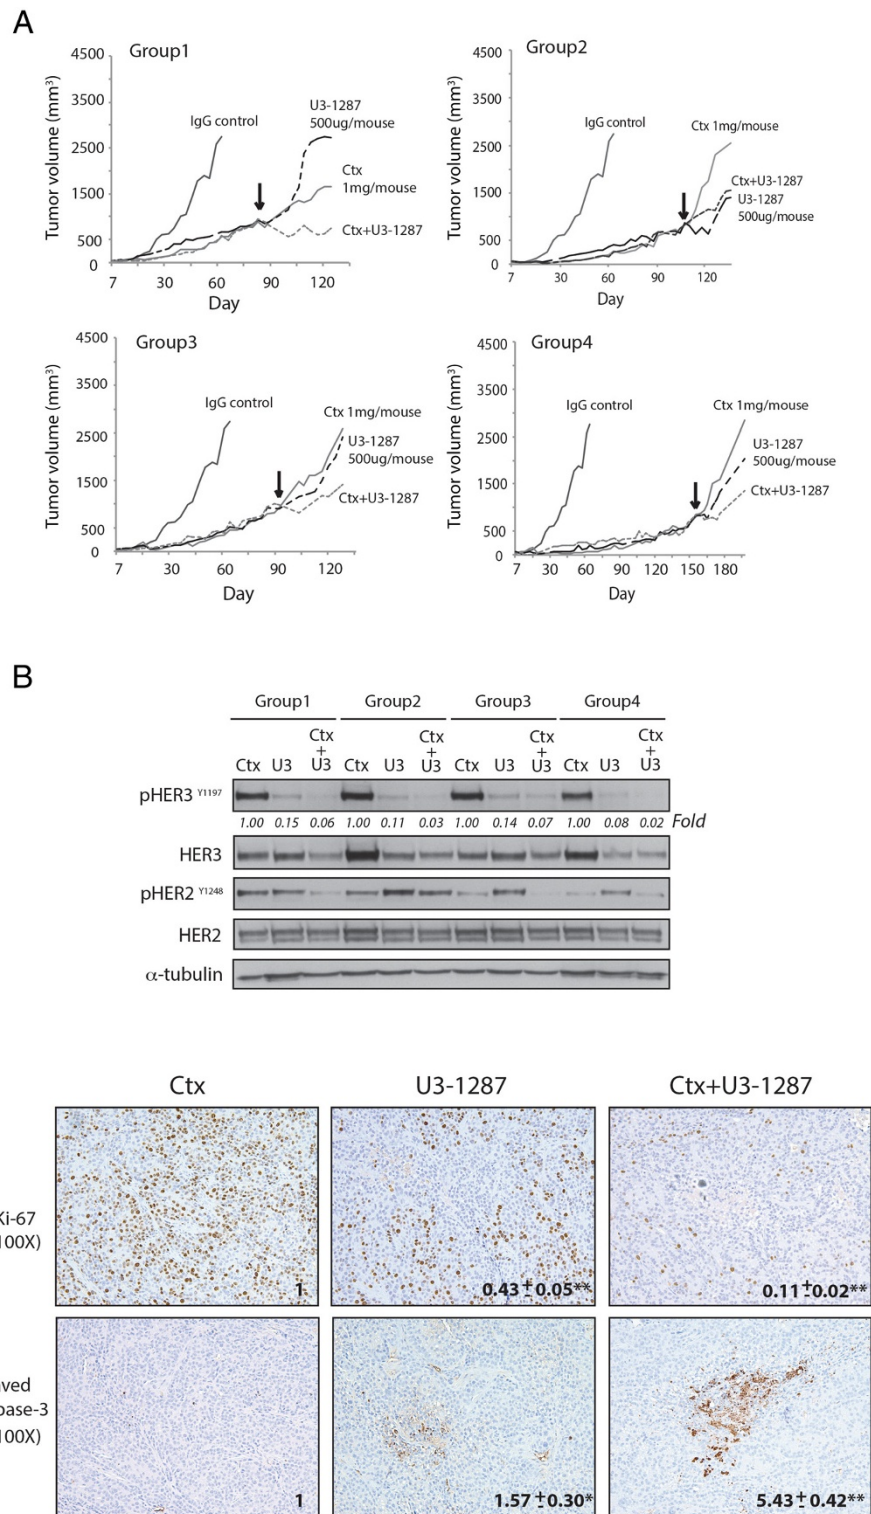 A
Group1
Tumor volume (mm³)
4500
3500
2500
1500
500
0
7 30 60 90 120
Day
IgG control
U3-1287
500ug/mouse
Ctx
1mg/mouse
Ctx+U3-1287
Group2
Tumor volume (mm³)
4500
3500
2500
1500
500
0
7 30 60 90 120
Day
IgG control
Ctx 1mg/mouse
Ctx+U3-1287
U3-1287
500ug/mouse
Group3
Tumor volume (mm³)
4500
3500
2500
1500
500
0
7 30 60 90 120
Day
IgG control
Ctx 1mg/mouse
U3-1287
500ug/mouse
Ctx+U3-1287
Group4
Tumor volume (mm³)
4500
3500
2500
1500
500
0
7 30 60 90 120 150 180
Day
IgG control
Ctx 1mg/mouse
U3-1287
500ug/mouse
Ctx+U3-1287
B
Group1 Group2 Group3 Group4
Ctx U3 Ctx + U3 Ctx U3 Ctx + U3 Ctx U3 Ctx + U3 Ctx U3 Ctx + U3
pHER3 Y1197
1.00 0.15 0.06 1.00 0.11 0.03 1.00 0.14 0.07 1.00 0.08 0.02 Fold
HER3
pHER2 Y1248
HER2
α-tubulin
Ctx U3-1287 Ctx+U3-1287
Ki-67
100X)
1 0.43±0.05** 0.11±0.02**
aved
pase-3
100X)
1 1.57±0.30* 5.43±0.42**